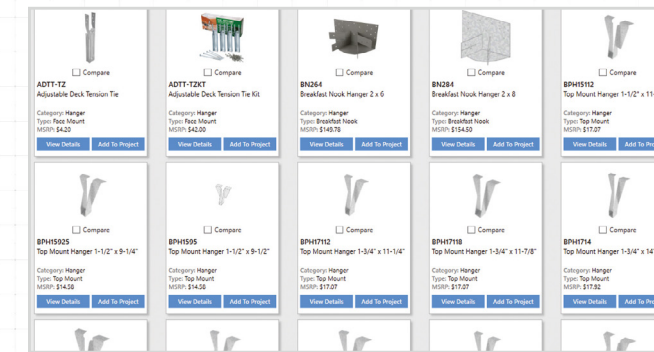 Compare
ADTT-TZ
Adjustable Deck Tension Tie
Category: Hanger
Type: Face Mount
MSRP: $4.20
View Details Add To Project
Compare
ADTT-TZKT
Adjustable Deck Tension Tie Kit
Category: Hanger
Type: Face Mount
MSRP: $42.00
View Details Add To Project
Compare
BN264
Breakfast Nook Hanger 2 x 6
Category: Hanger
Type: Breakfast Nook
MSRP: $149.78
View Details Add To Project
Compare
BN284
Breakfast Nook Hanger 2 x 8
Category: Hanger
Type: Breakfast Nook
MSRP: $154.50
View Details Add To Project
Compare
BPH15112
Top Mount Hanger 1-1/2" x 11-
Category: Hanger
Type: Top Mount
MSRP: $17.07
View Details Add To Pro
Compare
BPH15925
Top Mount Hanger 1-1/2" x 9-1/4"
Category: Hanger
Type: Top Mount
MSRP: $14.58
View Details Add To Project
Compare
BPH1595
Top Mount Hanger 1-1/2" x 9-1/2"
Category: Hanger
Type: Top Mount
MSRP: $14.58
View Details Add To Project
Compare
BPH17112
Top Mount Hanger 1-3/4" x 11-1/4"
Category: Hanger
Type: Top Mount
MSRP: $17.07
View Details Add To Project
Compare
BPH17118
Top Mount Hanger 1-3/4" x 11-7/8"
Category: Hanger
Type: Top Mount
MSRP: $17.07
View Details Add To Project
Compare
BPH1714
Top Mount Hanger 1-3/4" x 14"
Category: Hanger
Type: Top Mount
MSRP: $17.92
View Details Add To Pro